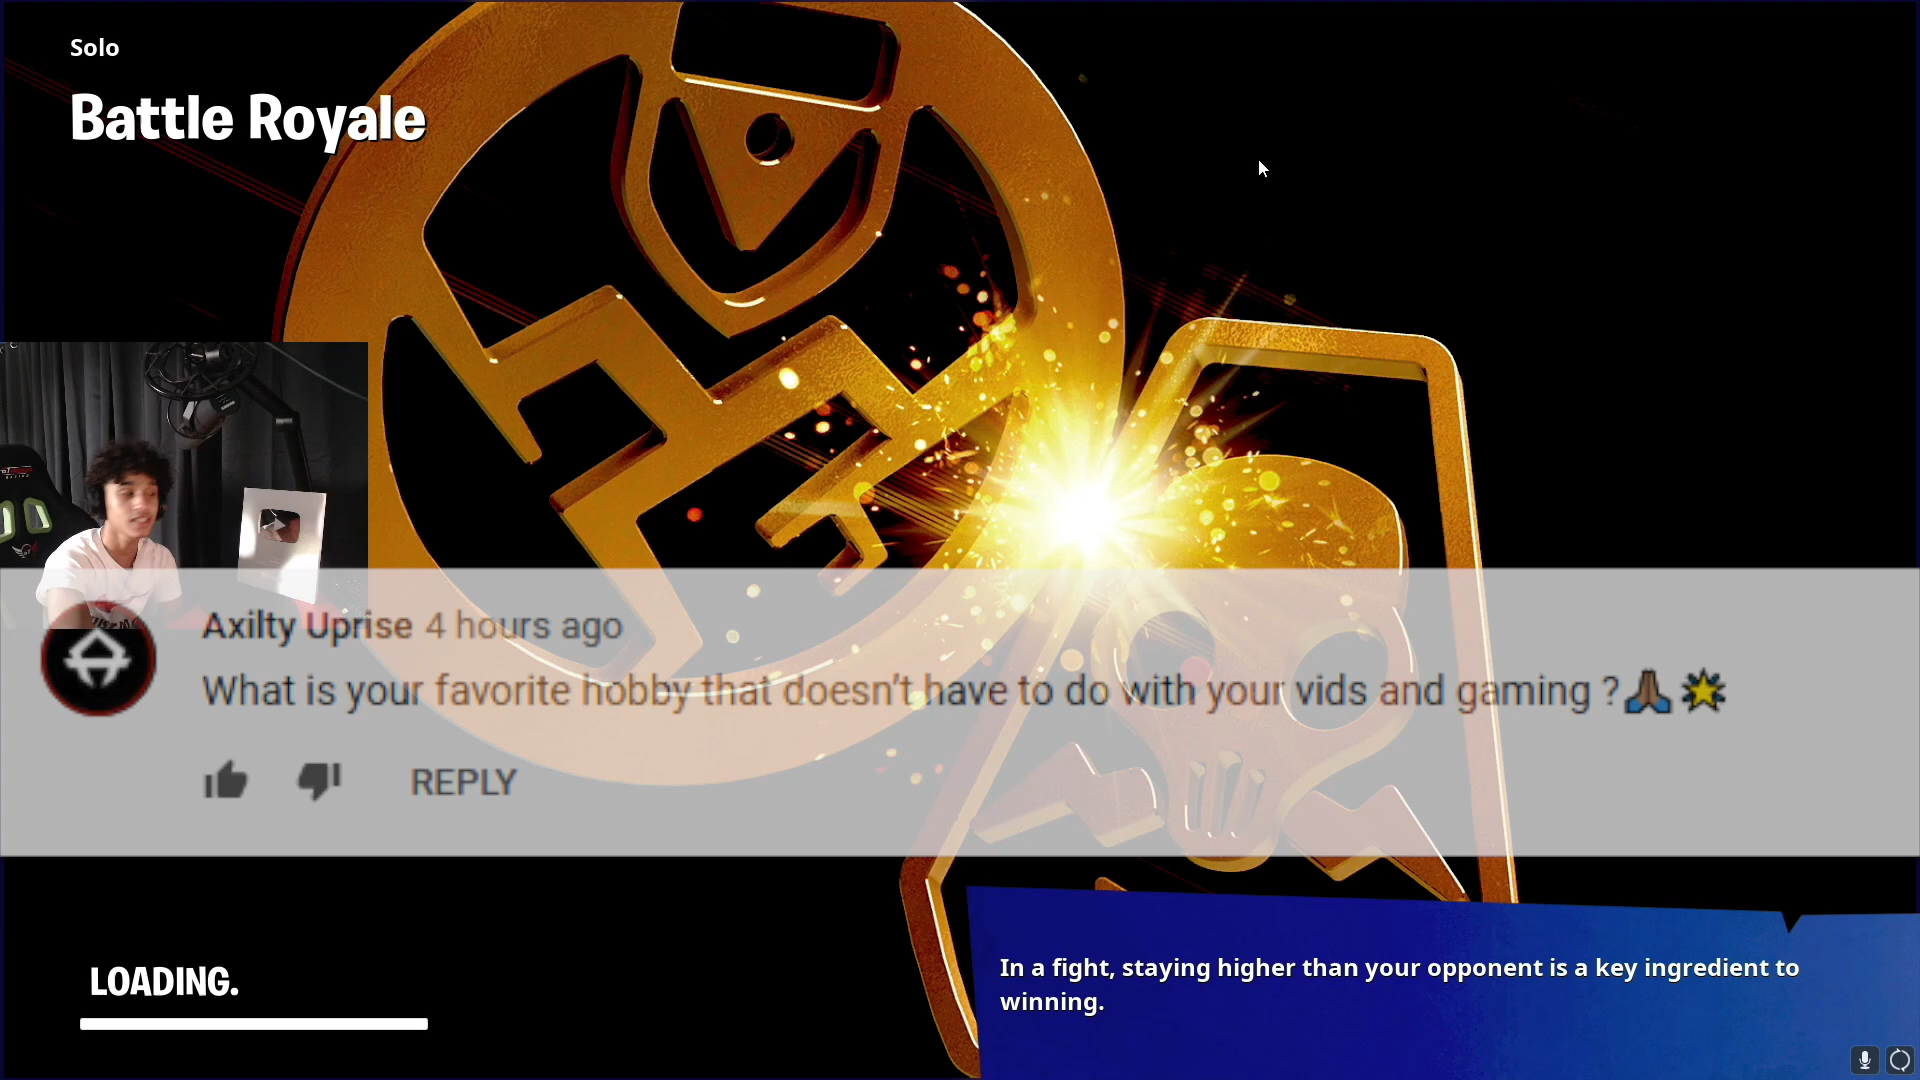 Solo
Battle Royale
Axilty Uprise 4 hours ago
What is your favorite hobby that doesn't have to do with your vids and gaming ?🙏🏾🌟
REPLY
LOADING.
In a fight, staying higher than your opponent is a key ingredient to
winning.